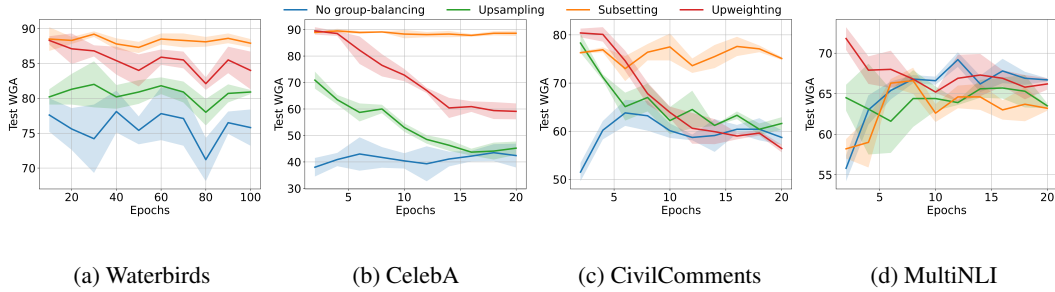 No group-balancing Upsampling Subsetting Upweighting
90
85
80
75
70
Test WGA
20 40 60 80 100
Epochs
90
80
70
60
50
40
30
Test WGA
5 10 15 20
Epochs
80
70
60
50
Test WGA
5 10 15 20
Epochs
70
65
60
55
Test WGA
5 10 15 20
Epochs
(a) Waterbirds (b) CelebA (c) CivilComments (d) MultiNLI